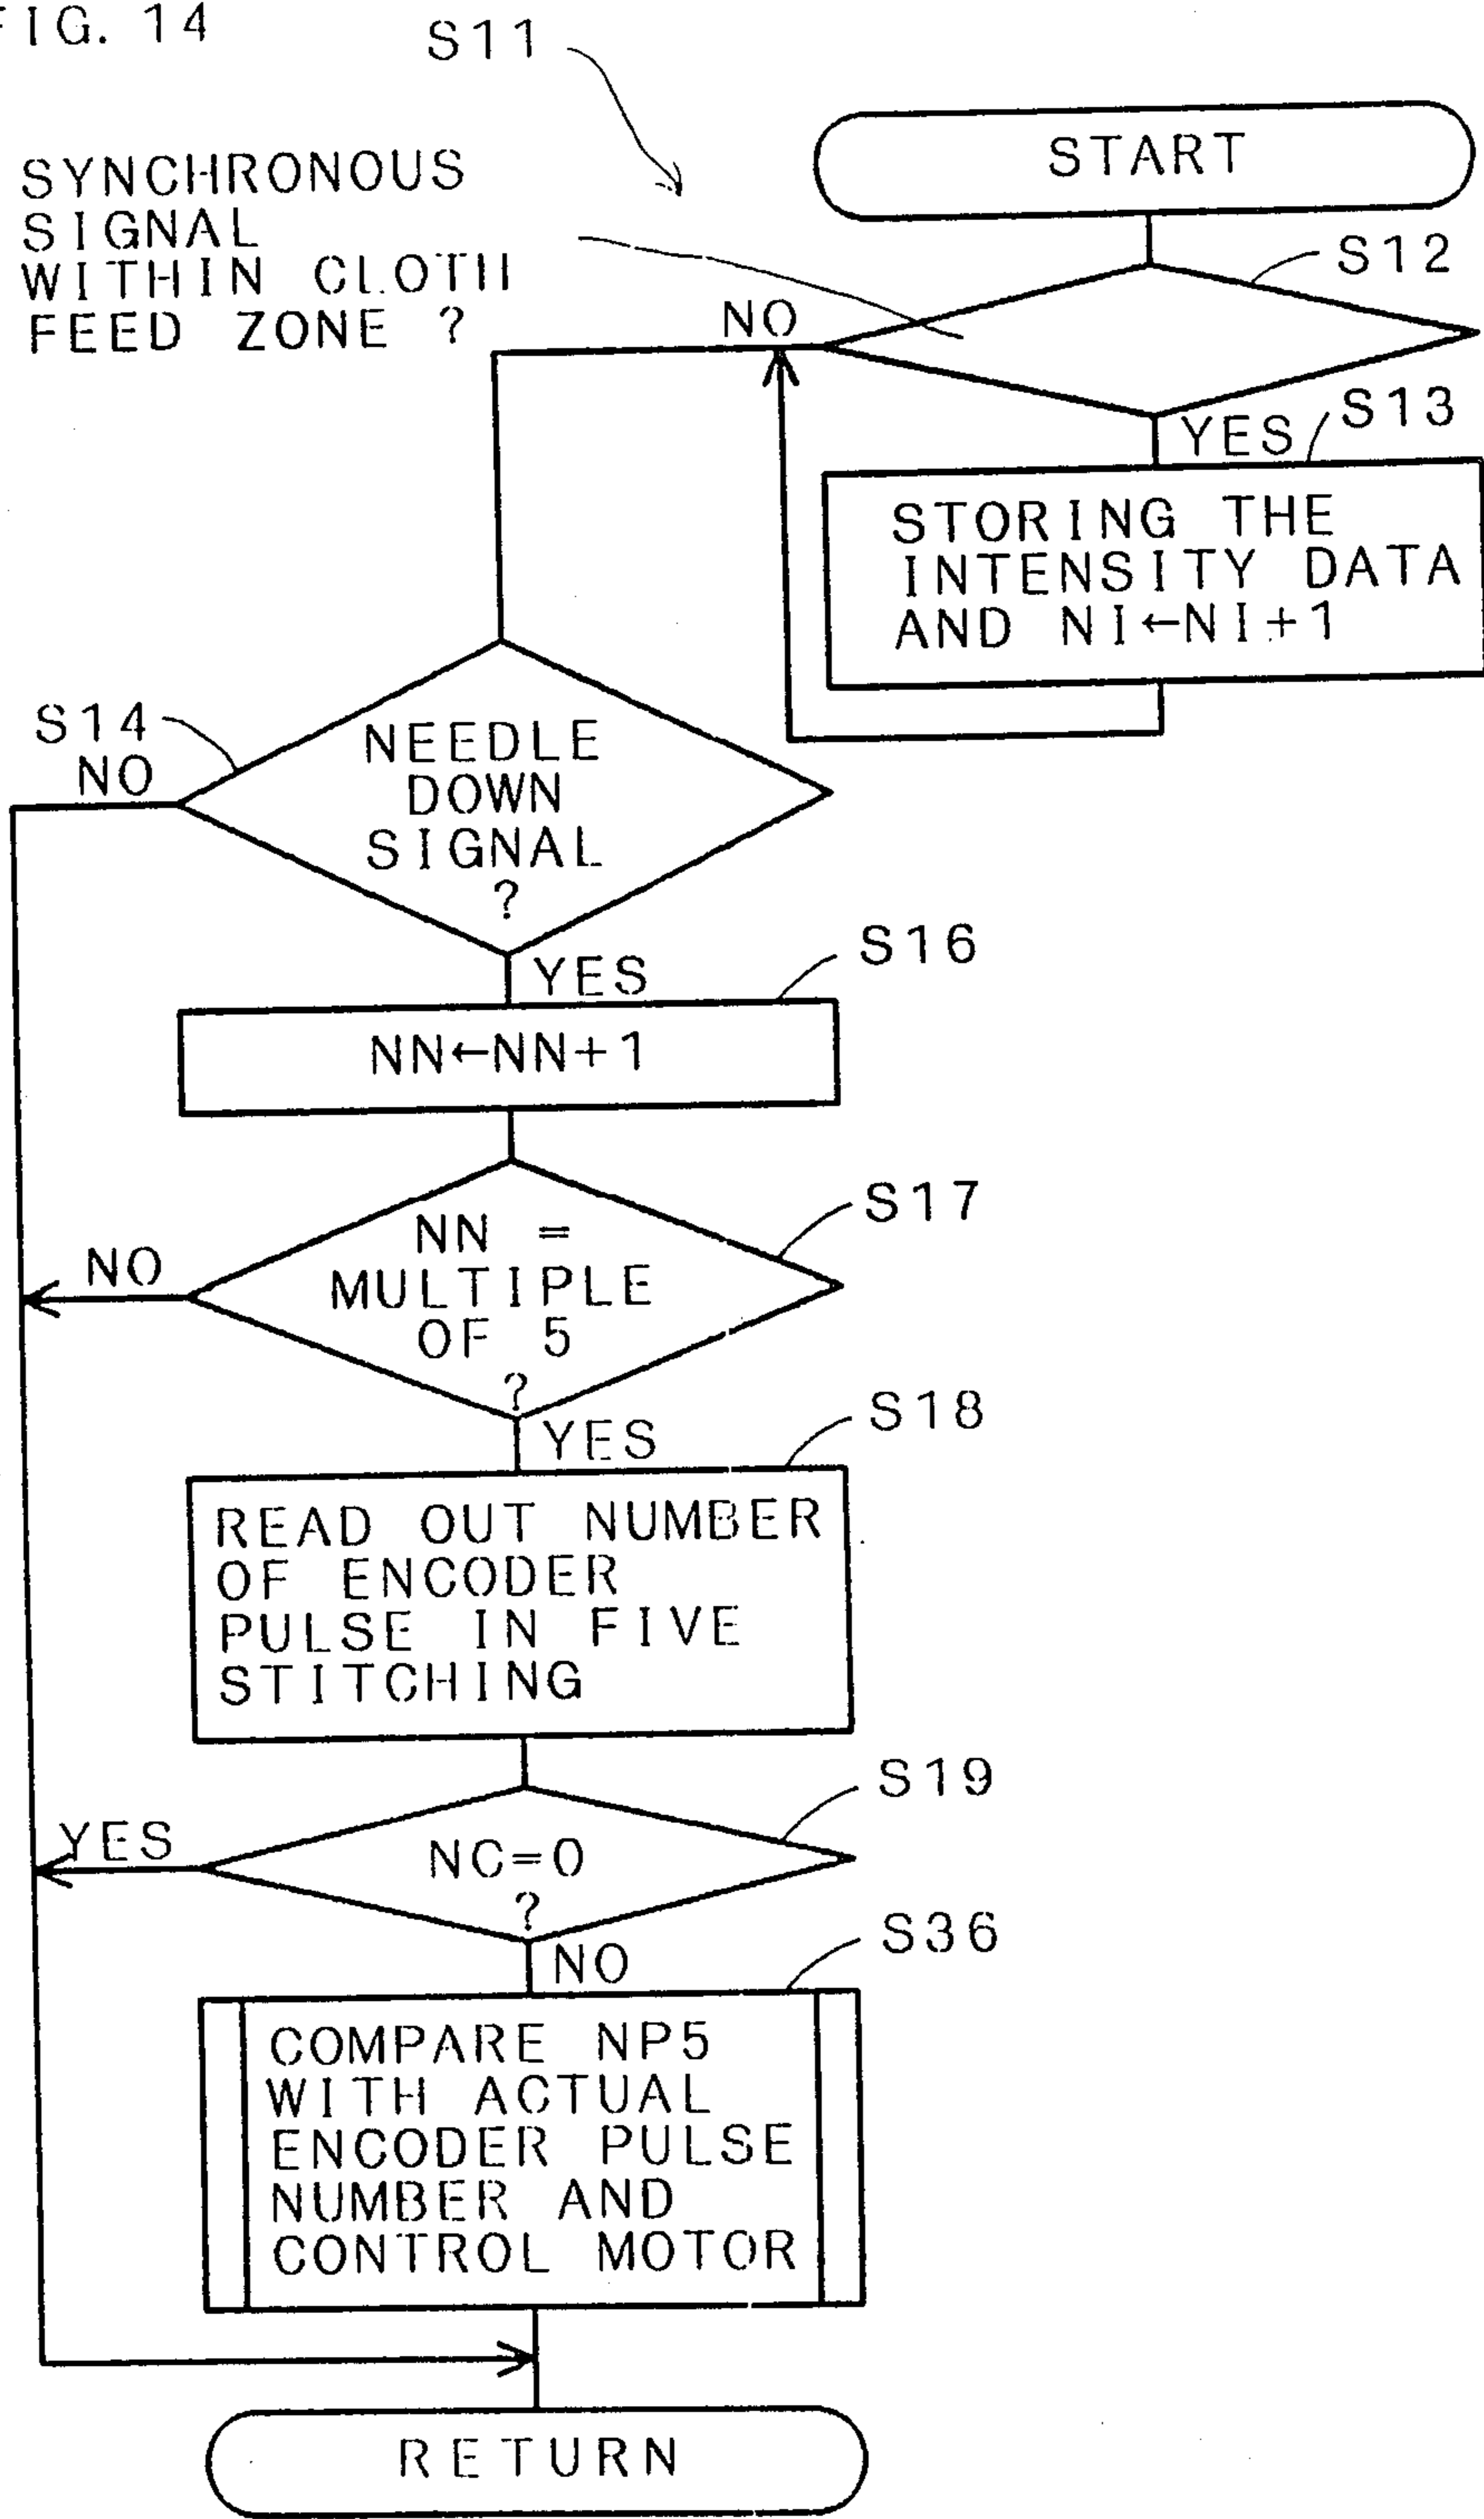 FIG. 14
S11
START
SYNCHRONOUS
SIGNAL
WITHIN CLOTH
FEED ZONE ?
S12
NO
YES
S13
STORING THE
INTENSITY DATA
AND NI←NI+1
S14
NO
NEEDLE
DOWN
SIGNAL
?
YES
S16
NN←NN+1
S17
NO
NN =
MULTIPLE
OF 5
?
YES
S18
READ OUT NUMBER
OF ENCODER
PULSE IN FIVE
STITCHING
S19
YES
NC=0
?
NO
S36
COMPARE NP5
WITH ACTUAL
ENCODER PULSE
NUMBER AND
CONTROL MOTOR
RETURN